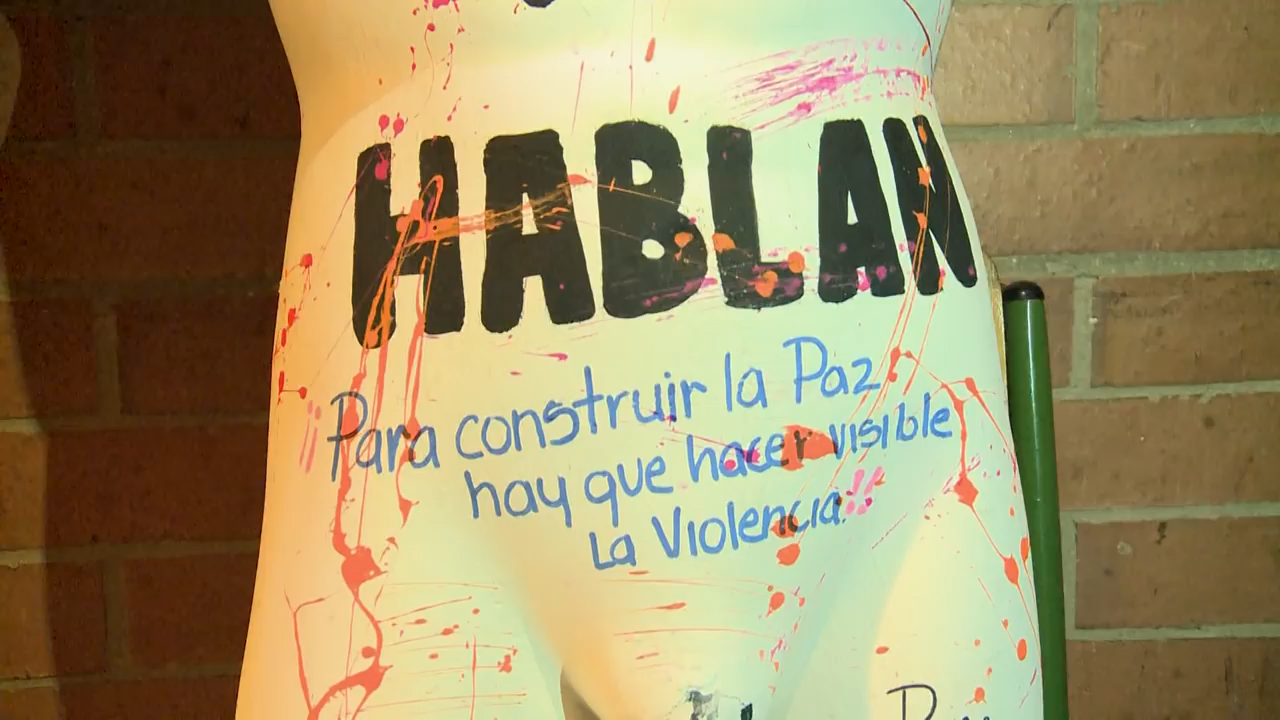 HABLAN
¡¡Para construir la Paz
hay que hacer visible
La Violencia.!!